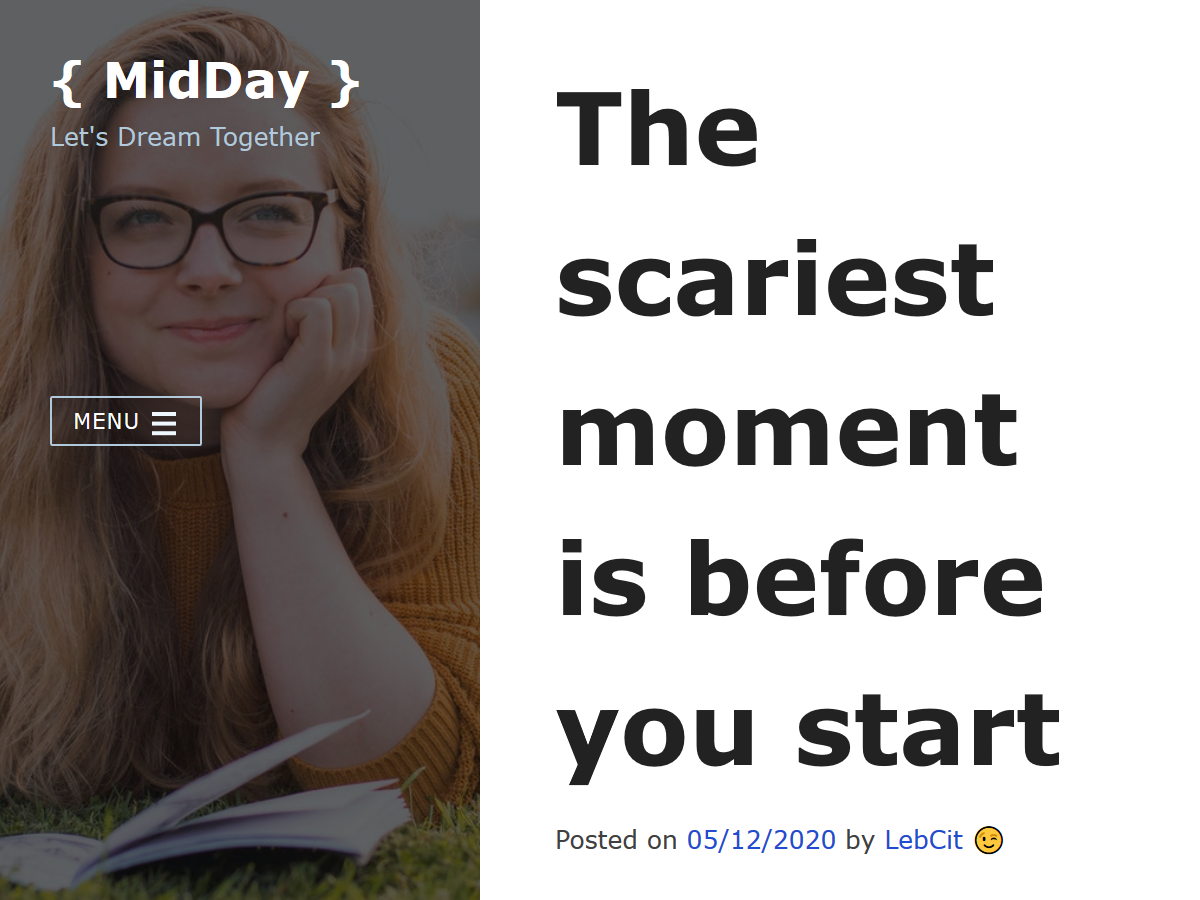 { MidDay }
Let's Dream Together
MENU
The
scariest
moment
is before
you start
Posted on 05/12/2020 by LebCit 😉